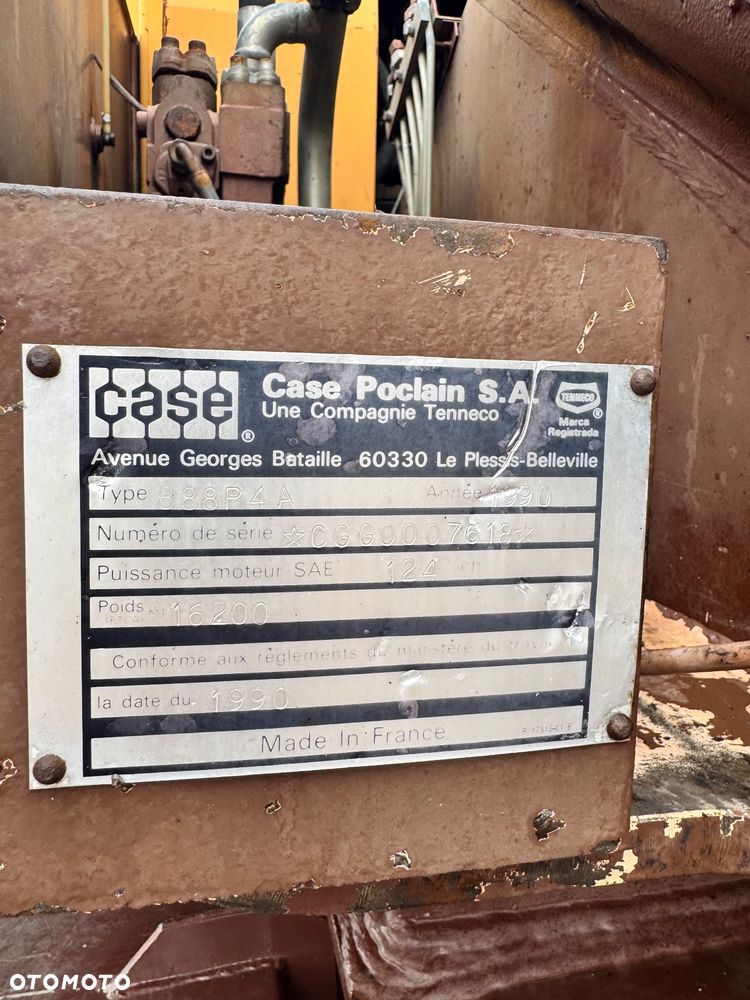 case ®
Case Poclain S.A.
Une Compagnie Tenneco
TENNECO ®
Marca
Registrada
Avenue Georges Bataille 60330 Le Plessis-Belleville
Type 888P4A Année 1990
Numéro de série ☆CGG0007618☆
Puissance moteur SAE 124 ch
Poids 16200
Conforme aux règlements du ministère du travail
la date du 1990
Made In France
OTOMOTO